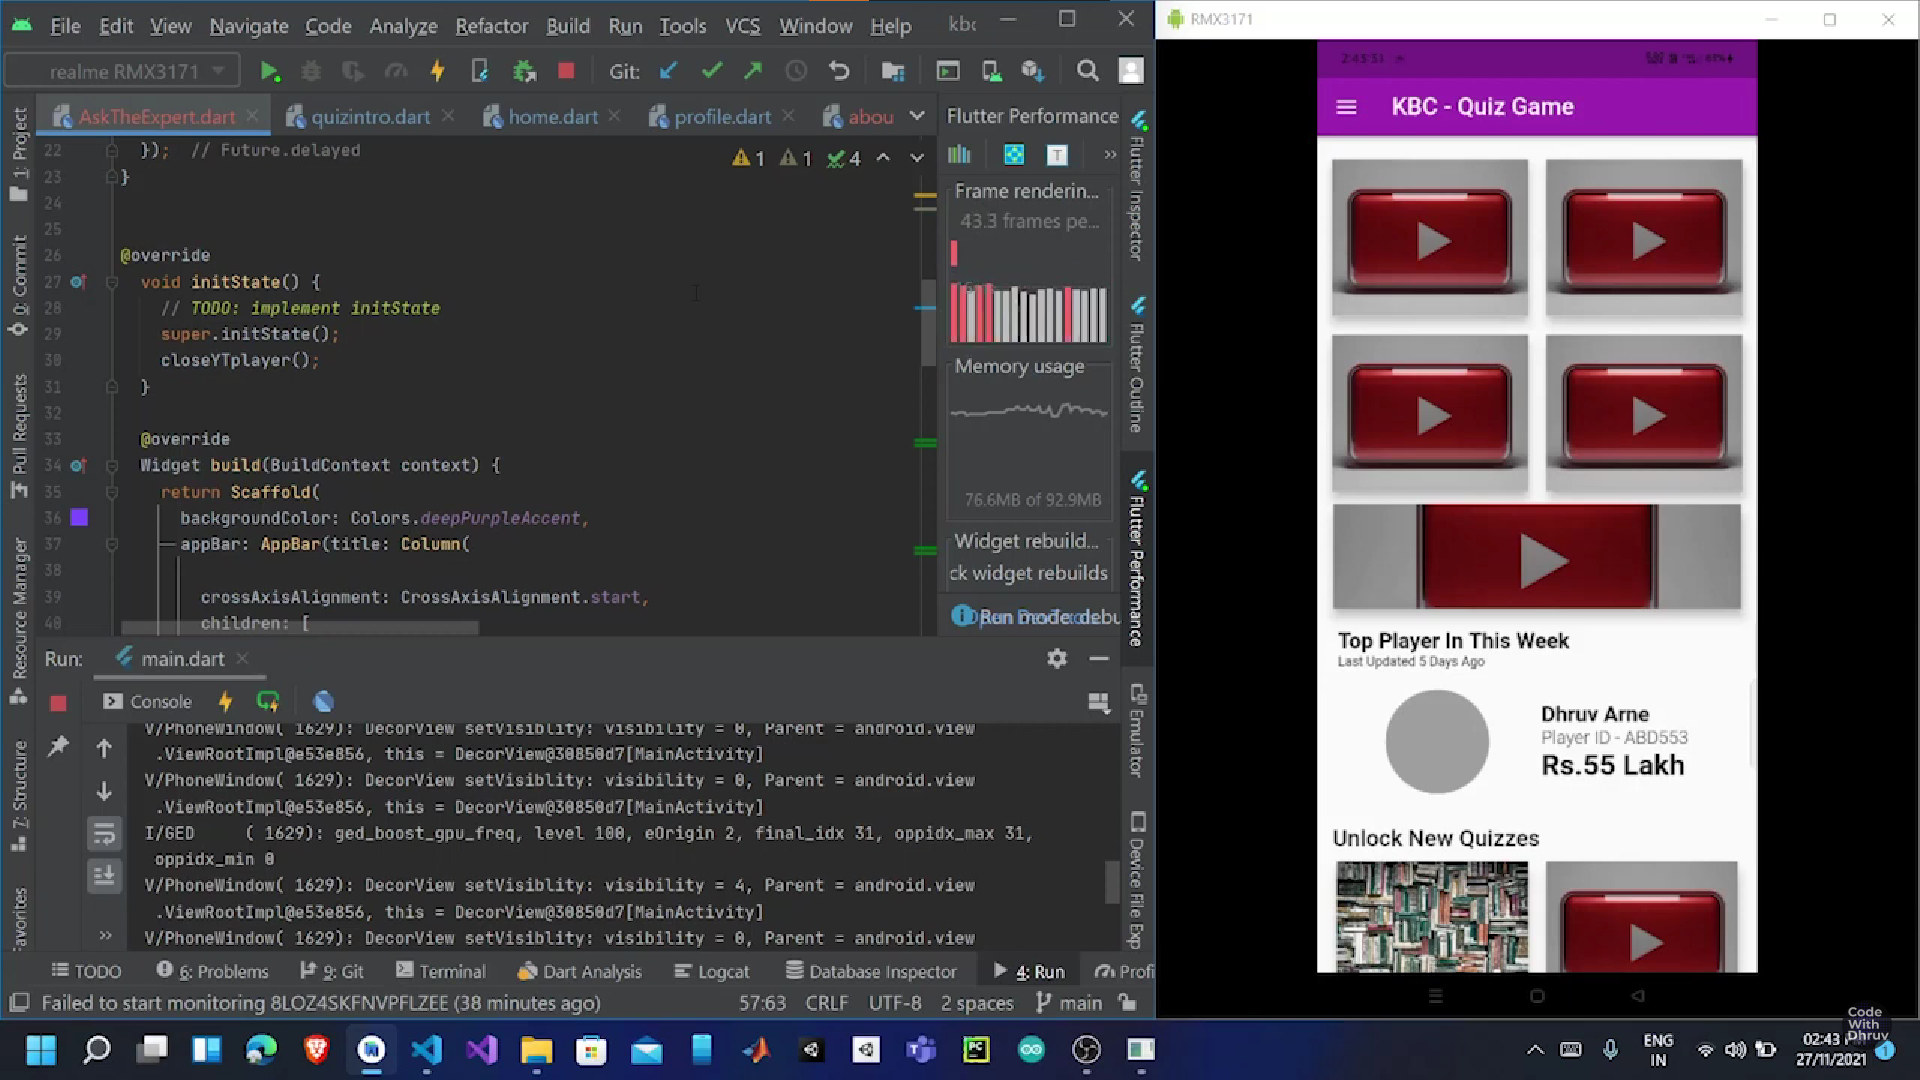 File Edit View Navigate Code Analyze Refactor Build Run Tools VCS Window Help kbc
realme RMX3171
Git:
AskTheExpert.dart quizintro.dart home.dart profile.dart abou
22 }); // Future.delayed
23 }
24
25
26 @override
27 void initState() {
28 // TODO: implement initState
29 super.initState();
30 closeYTplayer();
31 }
32
33 @override
34 Widget build(BuildContext context) {
35 return Scaffold(
36 backgroundColor: Colors.deepPurpleAccent,
37 appBar: AppBar(title: Column(
38
39 crossAxisAlignment: CrossAxisAlignment.start,
40 children: [
1 1 4
Flutter Performance
Frame renderin...
43.3 frames pe...
Memory usage
76.6MB of 92.9MB
Widget rebuild...
ck widget rebuilds
Run mode debu
1: Project
0: Commit
Pull Requests
Resource Manager
7: Structure
Favorites
Flutter Inspector
Flutter Outline
Flutter Performance
Emulator
Device File Exp
Run: main.dart
Console
V/PhoneWindow( 1629): DecorView setVisiblity: visibility = 0, Parent = android.view
.ViewRootImpl@e53e856, this = DecorView@30850d7[MainActivity]
V/PhoneWindow( 1629): DecorView setVisiblity: visibility = 0, Parent = android.view
.ViewRootImpl@e53e856, this = DecorView@30850d7[MainActivity]
I/GED ( 1629): ged_boost_gpu_freq, level 100, eOrigin 2, final_idx 31, oppidx_max 31,
oppidx_min 0
V/PhoneWindow( 1629): DecorView setVisiblity: visibility = 4, Parent = android.view
.ViewRootImpl@e53e856, this = DecorView@30850d7[MainActivity]
V/PhoneWindow( 1629): DecorView setVisiblity: visibility = 0, Parent = android.view
TODO 6: Problems 9: Git Terminal Dart Analysis Logcat Database Inspector 4: Run Profi
Failed to start monitoring 8LOZ4SKFNVPFLZEE (38 minutes ago) 57:63 CRLF UTF-8 2 spaces main
RMX3171
KBC - Quiz Game
Top Player In This Week
Last Updated 5 Days Ago
Dhruv Arne
Player ID - ABD553
Rs.55 Lakh
Unlock New Quizzes
Code
With
Dhruv
ENG
IN
02:43
27/11/2021
1